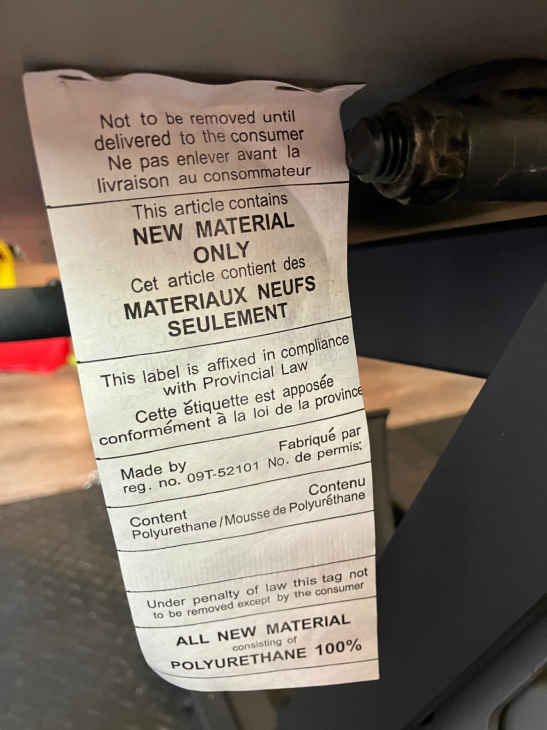 Not to be removed until
delivered to the consumer
Ne pas enlever avant la
livraison au consommateur
This article contains
NEW MATERIAL
ONLY
Cet article contient des
MATERIAUX NEUFS
SEULEMENT
This label is affixed in compliance
with Provincial Law
Cette étiquette est apposée
conformément à la loi de la province
Made by Fabriqué par
reg. no. 09T-52101 No. de permis:
Content Contenu
Polyurethane/Mousse de Polyuréthane
Under penalty of law this tag not
to be removed except by the consumer
ALL NEW MATERIAL
consisting of
POLYURETHANE 100%